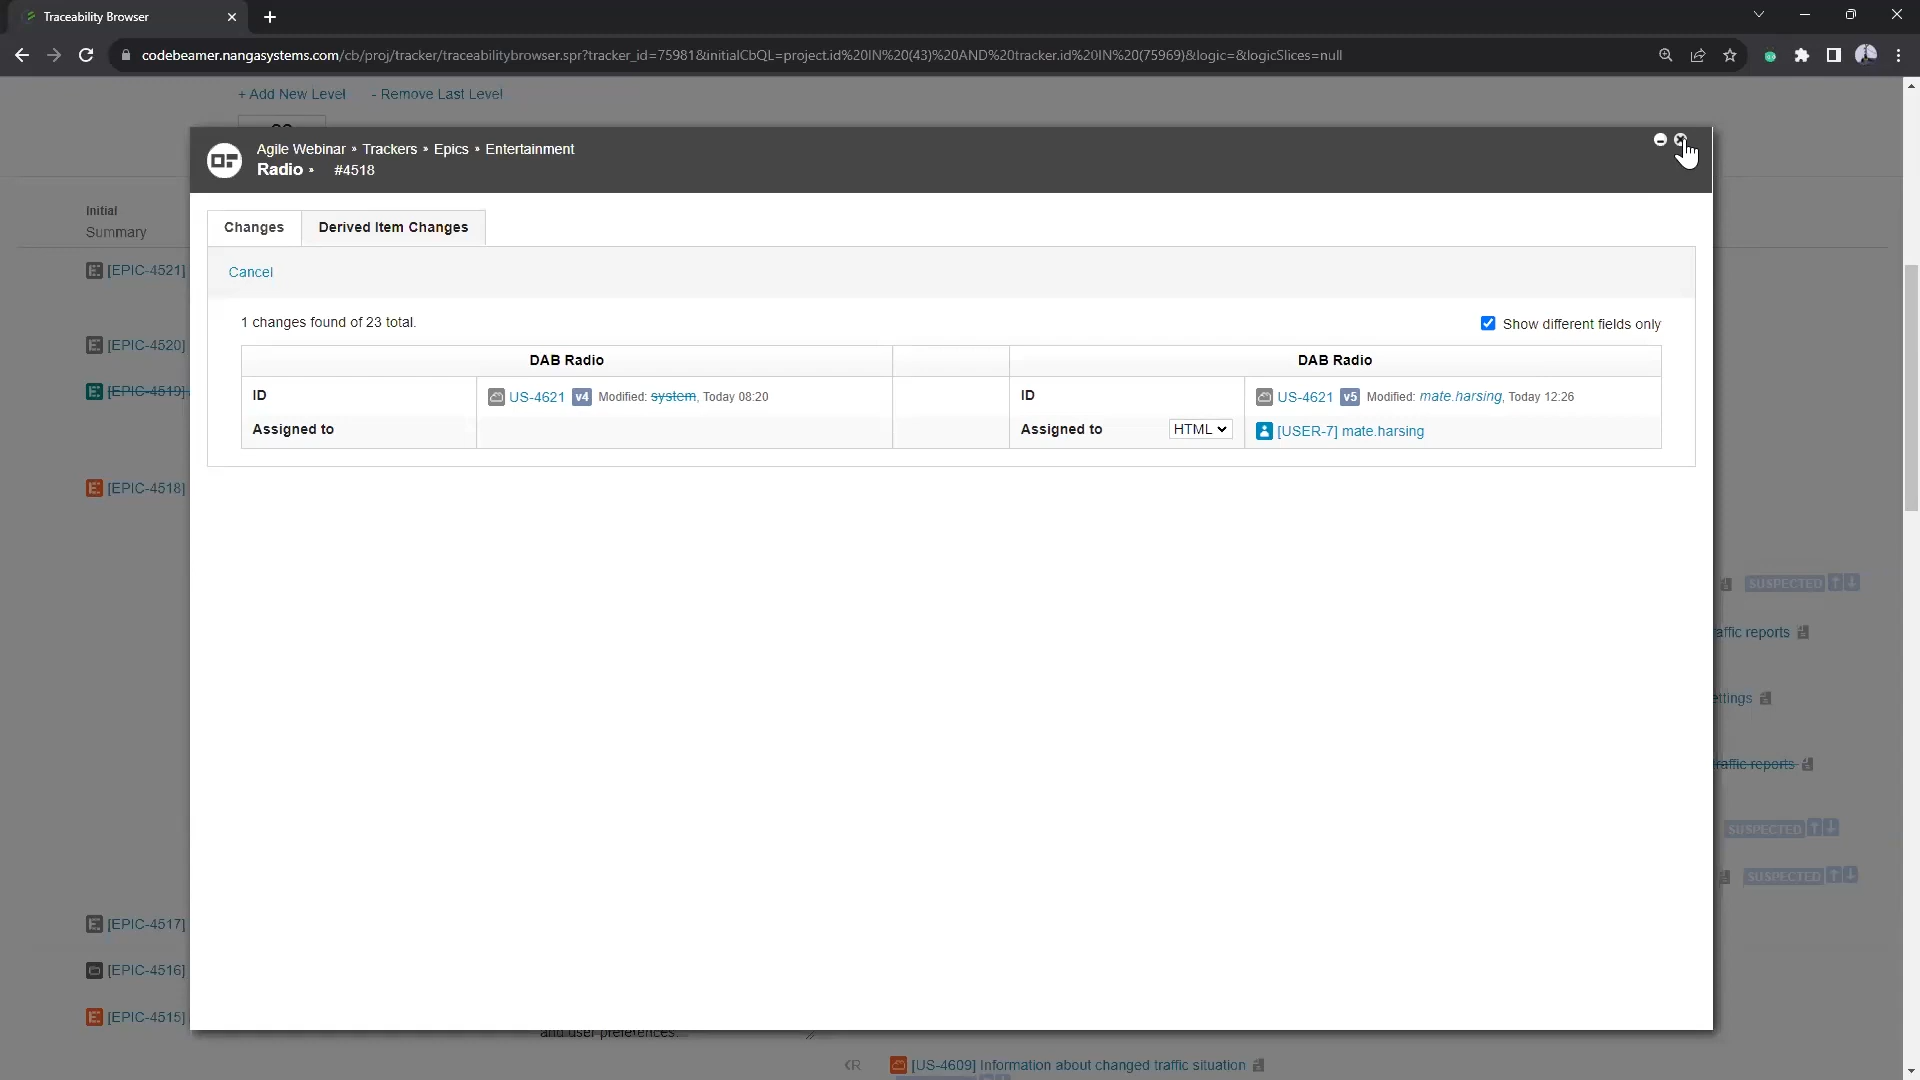 Traceability Browser
codebeamer.nangasystems.com/cb/proj/tracker/traceabilitybrowser.spr?tracker_id=75981&initialCbQL=project.id%20IN%20(43)%20AND%20tracker.id%20IN%20(75969)&logic=&logicSlices=null
+ Add New Level - Remove Last Level
Agile Webinar » Trackers » Epics » Entertainment
Radio » #4518
Initial
Summary
Changes Derived Item Changes
Cancel
1 changes found of 23 total.
Show different fields only
DAB Radio DAB Radio
ID US-4621 v4 Modified: system, Today 08:20 ID US-4621 v5 Modified: mate.harsing, Today 12:26
Assigned to Assigned to HTML [USER-7] mate.harsing
[EPIC-4521]
[EPIC-4520]
[EPIC-4519]
[EPIC-4518]
SUSPECTED
affic reports
ettings
raffic reports
SUSPECTED
SUSPECTED
[EPIC-4517]
[EPIC-4516]
[EPIC-4515]
and user preferences...
R [US-4609] Information about changed traffic situation